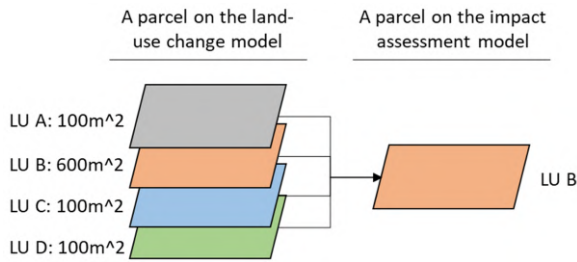 A parcel on the land-
use change model
A parcel on the impact
assessment model
LU A: 100m^2
LU B: 600m^2
LU C: 100m^2
LU D: 100m^2
LU B